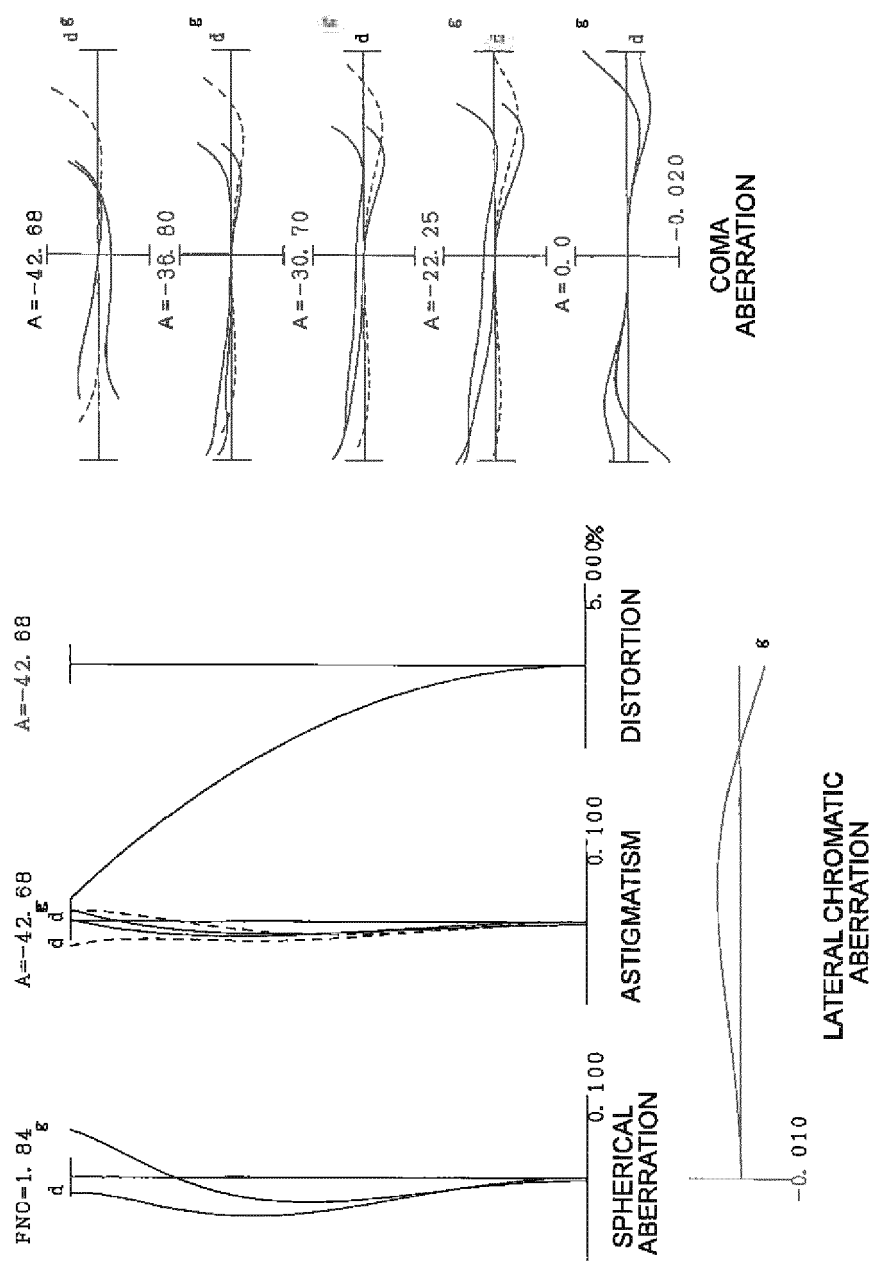 FNO=1. 84
d
g
0. 100
SPHERICAL
ABERRATION
A=-42. 68
d
d
g
0. 100
ASTIGMATISM
A=-42. 68
5. 000%
DISTORTION
-0. 010
g
LATERAL CHROMATIC
ABERRATION
A=-42. 68
d
g
A=-36. 80
g
d
A=-30. 70
g
d
A=-22. 25
g
d
A=0. 0
g
d
-0. 020
COMA
ABERRATION